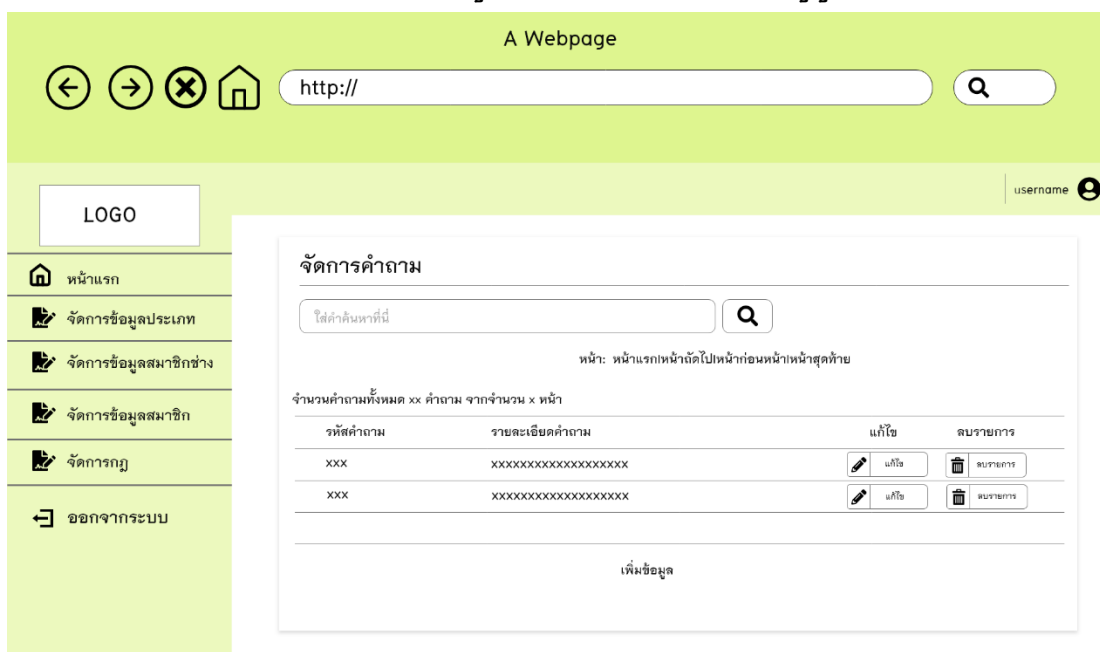 A Webpage
http://
username
LOGO
หน้าแรก
จัดการข้อมูลประเภท
จัดการข้อมูลสมาชิกช่าง
จัดการข้อมูลสมาชิก
จัดการกฎ
ออกจากระบบ
จัดการคำถาม
ใส่คำค้นหาที่นี่
หน้า: หน้าแรก|หน้าถัดไป|หน้าก่อนหน้า|หน้าสุดท้าย
จำนวนคำถามทั้งหมด xx คำถาม จากจำนวน x หน้า
รหัสคำถาม รายละเอียดคำถาม แก้ไข ลบรายการ
xxx xxxxxxxxxxxxxxxxxxx แก้ไข ลบรายการ
xxx xxxxxxxxxxxxxxxxxxx แก้ไข ลบรายการ
เพิ่มข้อมูล